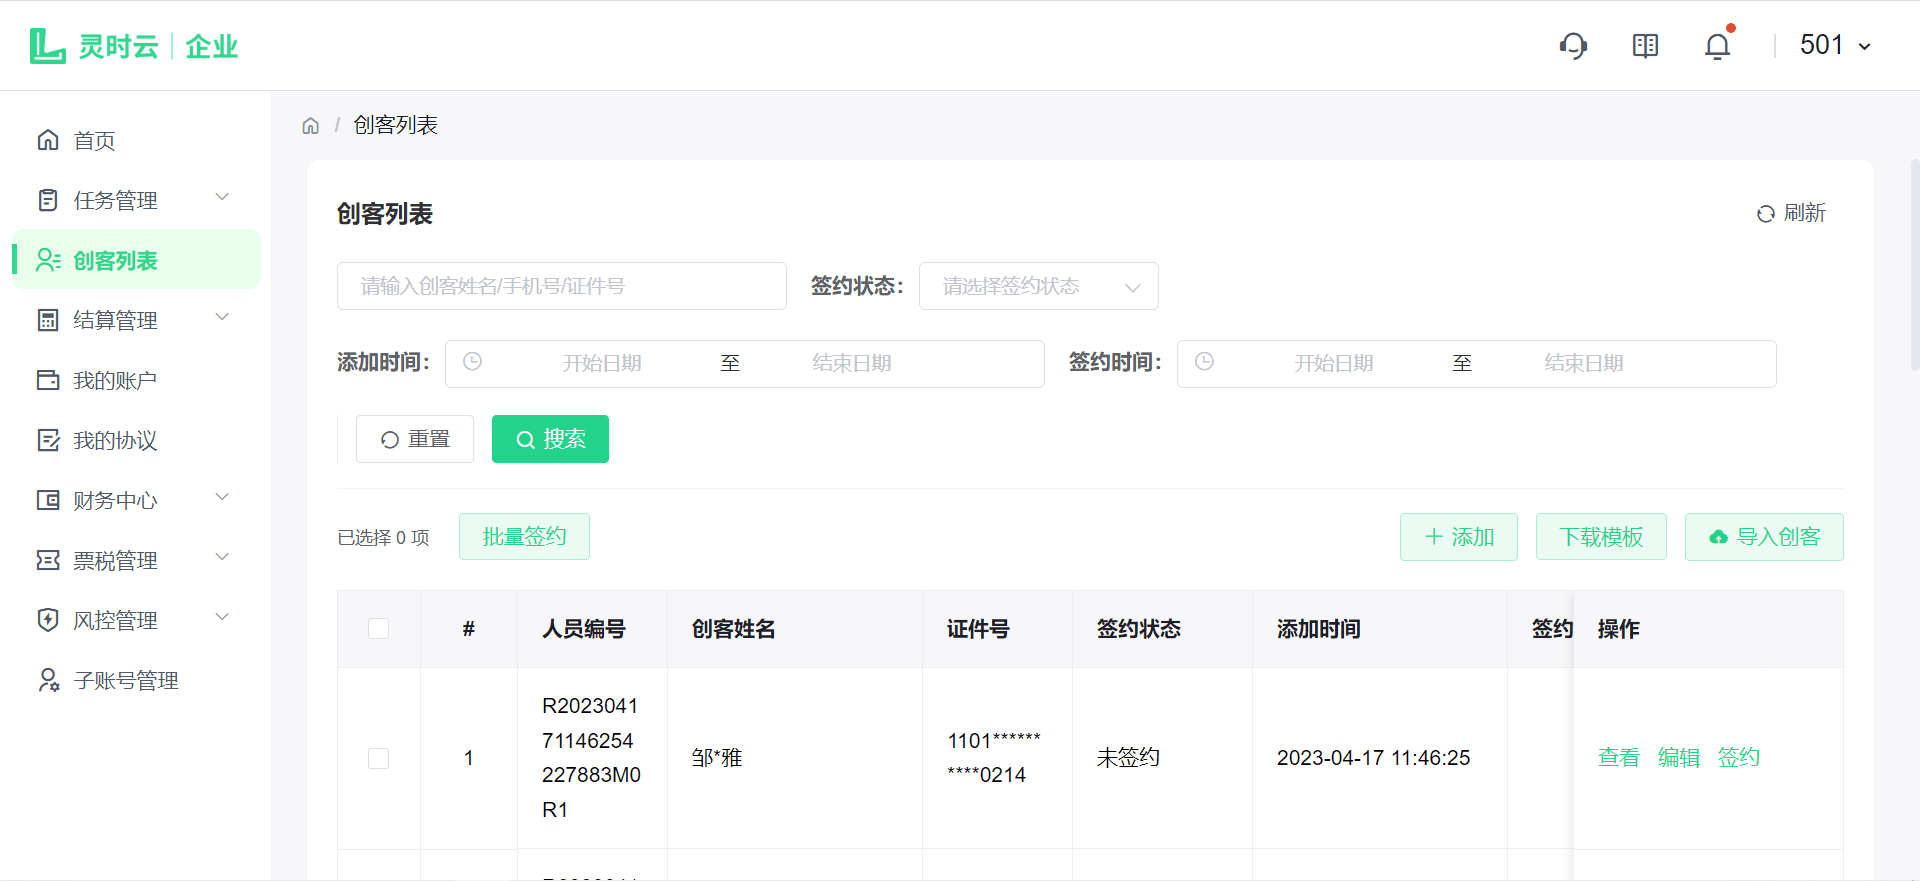 灵时云 | 企业
501
首页
任务管理
创客列表
结算管理
我的账户
我的协议
财务中心
票税管理
风控管理
子账号管理
/ 创客列表
创客列表
刷新
请输入创客姓名/手机号/证件号
签约状态：
请选择签约状态
添加时间：
开始日期 至 结束日期
签约时间：
开始日期 至 结束日期
重置
搜索
已选择 0 项
批量签约
添加
下载模板
导入创客
# 人员编号 创客姓名 证件号 签约状态 添加时间 签约 操作
1
R2023041
71146254
227883M0
R1
邹*雅
1101******
****0214
未签约
2023-04-17 11:46:25
查看 编辑 签约